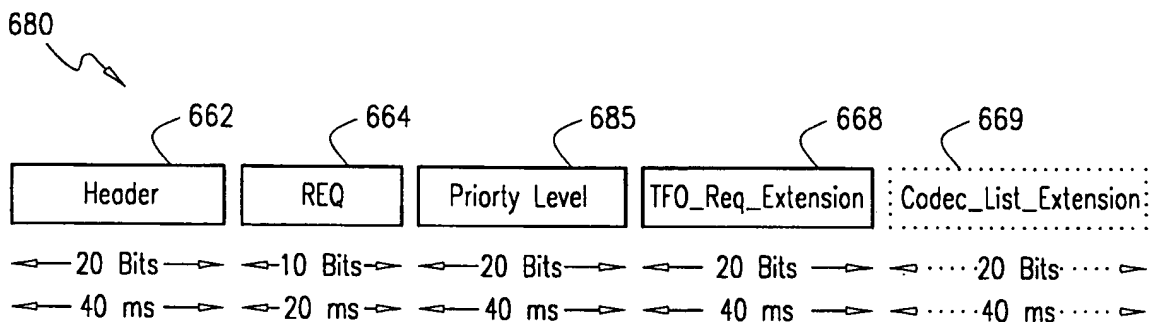 680
662 664 685 668 669
Header REQ Priorty Level TFO_Req_Extension Codec_List_Extension
20 Bits 10 Bits 20 Bits 20 Bits 20 Bits
40 ms 20 ms 40 ms 40 ms 40 ms